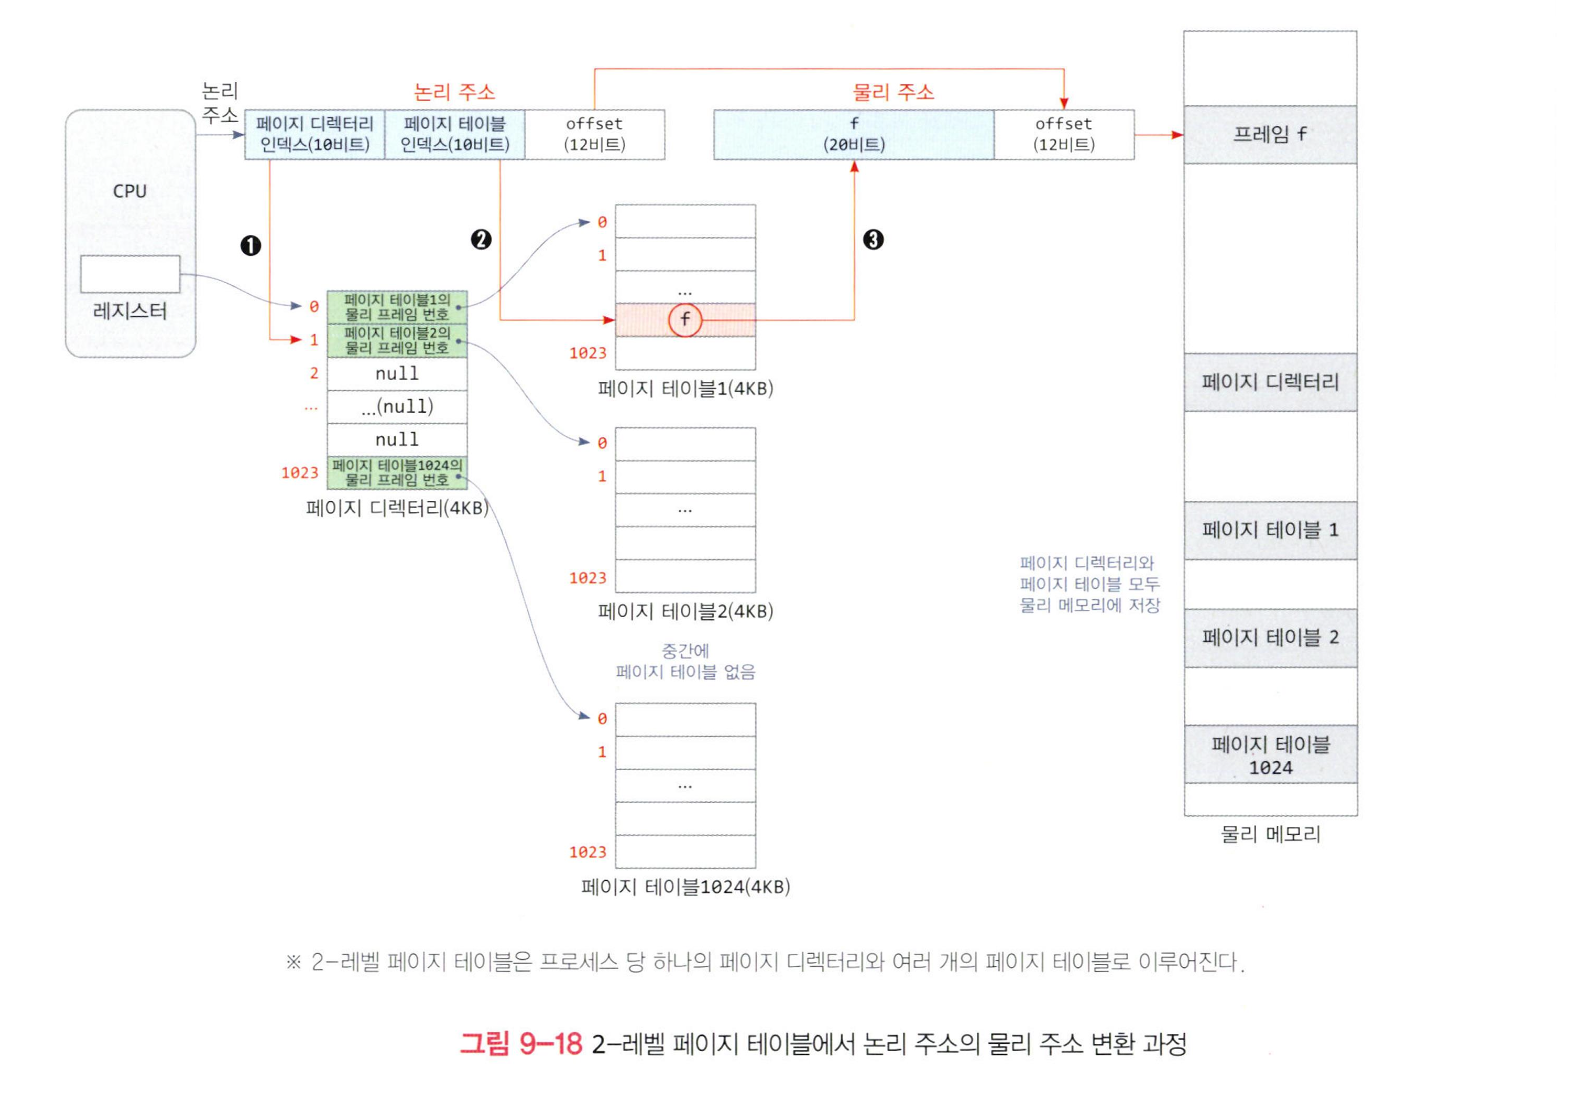 논리
주소
논리 주소
페이지 디렉터리
인덱스(10비트)
페이지 테이블
인덱스(10비트)
offset
(12비트)
물리 주소
f
(20비트)
offset
(12비트)
프레임 f
CPU
레지스터
❶
❷
❸
0
페이지 테이블1의
물리 프레임 번호
1
페이지 테이블2의
물리 프레임 번호
2
null
...
...(null)
null
1023
페이지 테이블1024의
물리 프레임 번호
페이지 디렉터리(4KB)
0
1
...
f
1023
페이지 테이블1(4KB)
0
1
...
1023
페이지 테이블2(4KB)
중간에
페이지 테이블 없음
0
1
...
1023
페이지 테이블1024(4KB)
페이지 디렉터리와
페이지 테이블 모두
물리 메모리에 저장
페이지 디렉터리
페이지 테이블 1
페이지 테이블 2
페이지 테이블
1024
물리 메모리
※ 2-레벨 페이지 테이블은 프로세스 당 하나의 페이지 디렉터리와 여러 개의 페이지 테이블로 이루어진다.
그림 9-18 2-레벨 페이지 테이블에서 논리 주소의 물리 주소 변환 과정